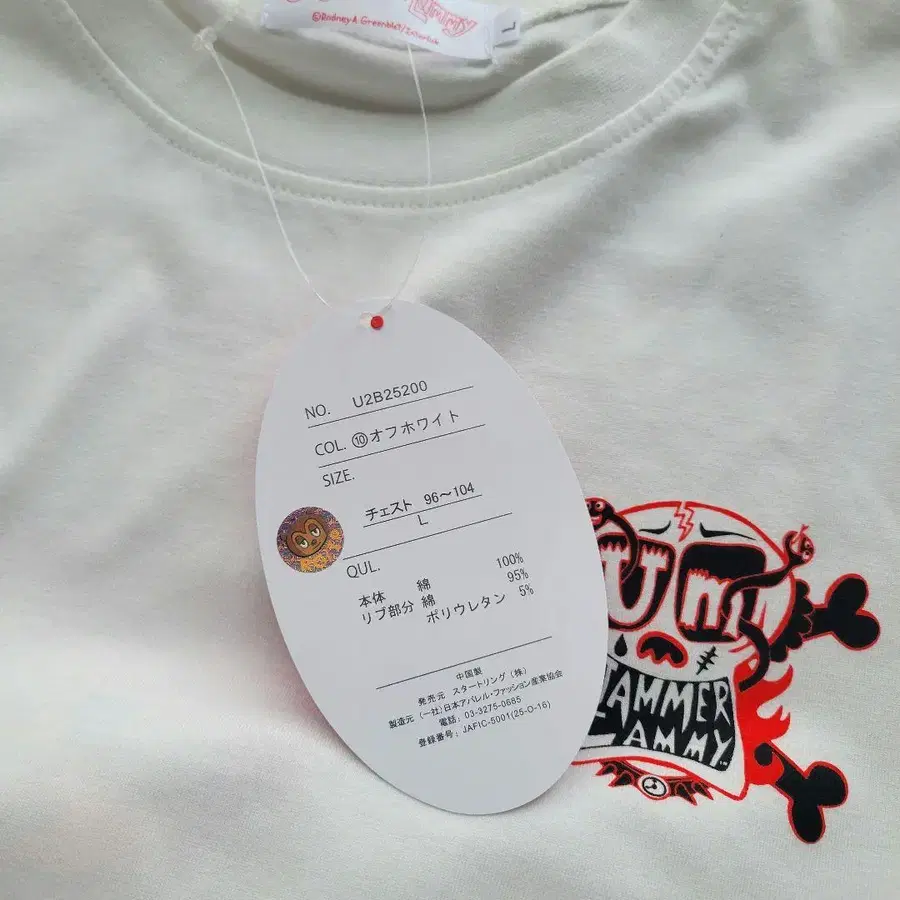 Lammy
©Rodney A Greenblat/Interlink
L
NO. U2B25200
COL. ⑩オフホワイト
SIZE.
チェスト 96〜104
L
QUL.
本体 綿 100%
リブ部分 綿 95%
ポリウレタン 5%
中国製
発売元 スタートリング (株)
製造元 (一社)日本アパレル・ファッション産業協会
電話: 03-3275-0665
登録番号: JAFIC-5001(25-O-16)
UM
JAMMER
LAMMY